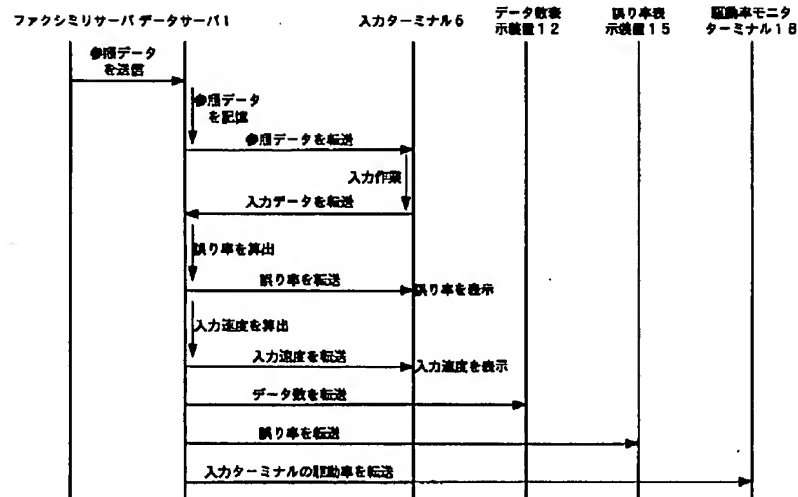 ファクシミリサーバ データサーバ1 入力ターミナル6 データ数表 誤り率表 駆動率モニタ
示装置12 示装置15 ターミナル18
参照データ
を送信
参照データ
を記憶
参照データを転送
入力作業
入力データを転送
誤り率を算出
誤り率を転送 誤り率を表示
入力速度を算出
入力速度を転送 入力速度を表示
データ数を転送
誤り率を転送
入力ターミナルの駆動率を転送